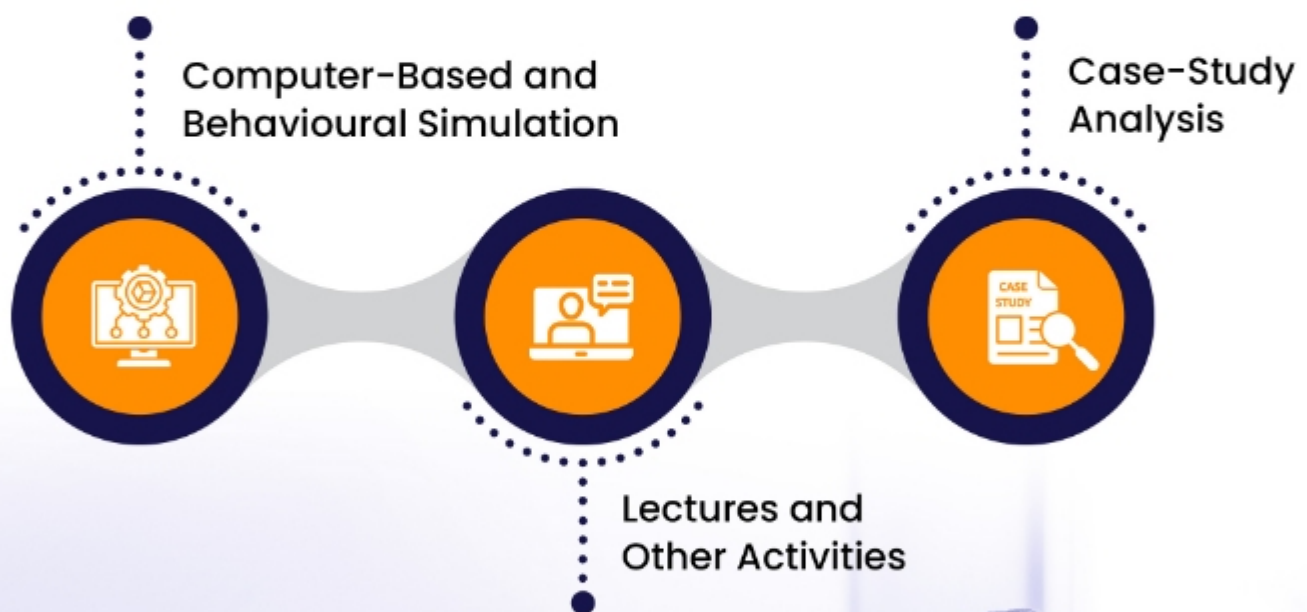 Computer-Based and
Behavioural Simulation
Case-Study
Analysis
CASE
STUDY
Lectures and
Other Activities